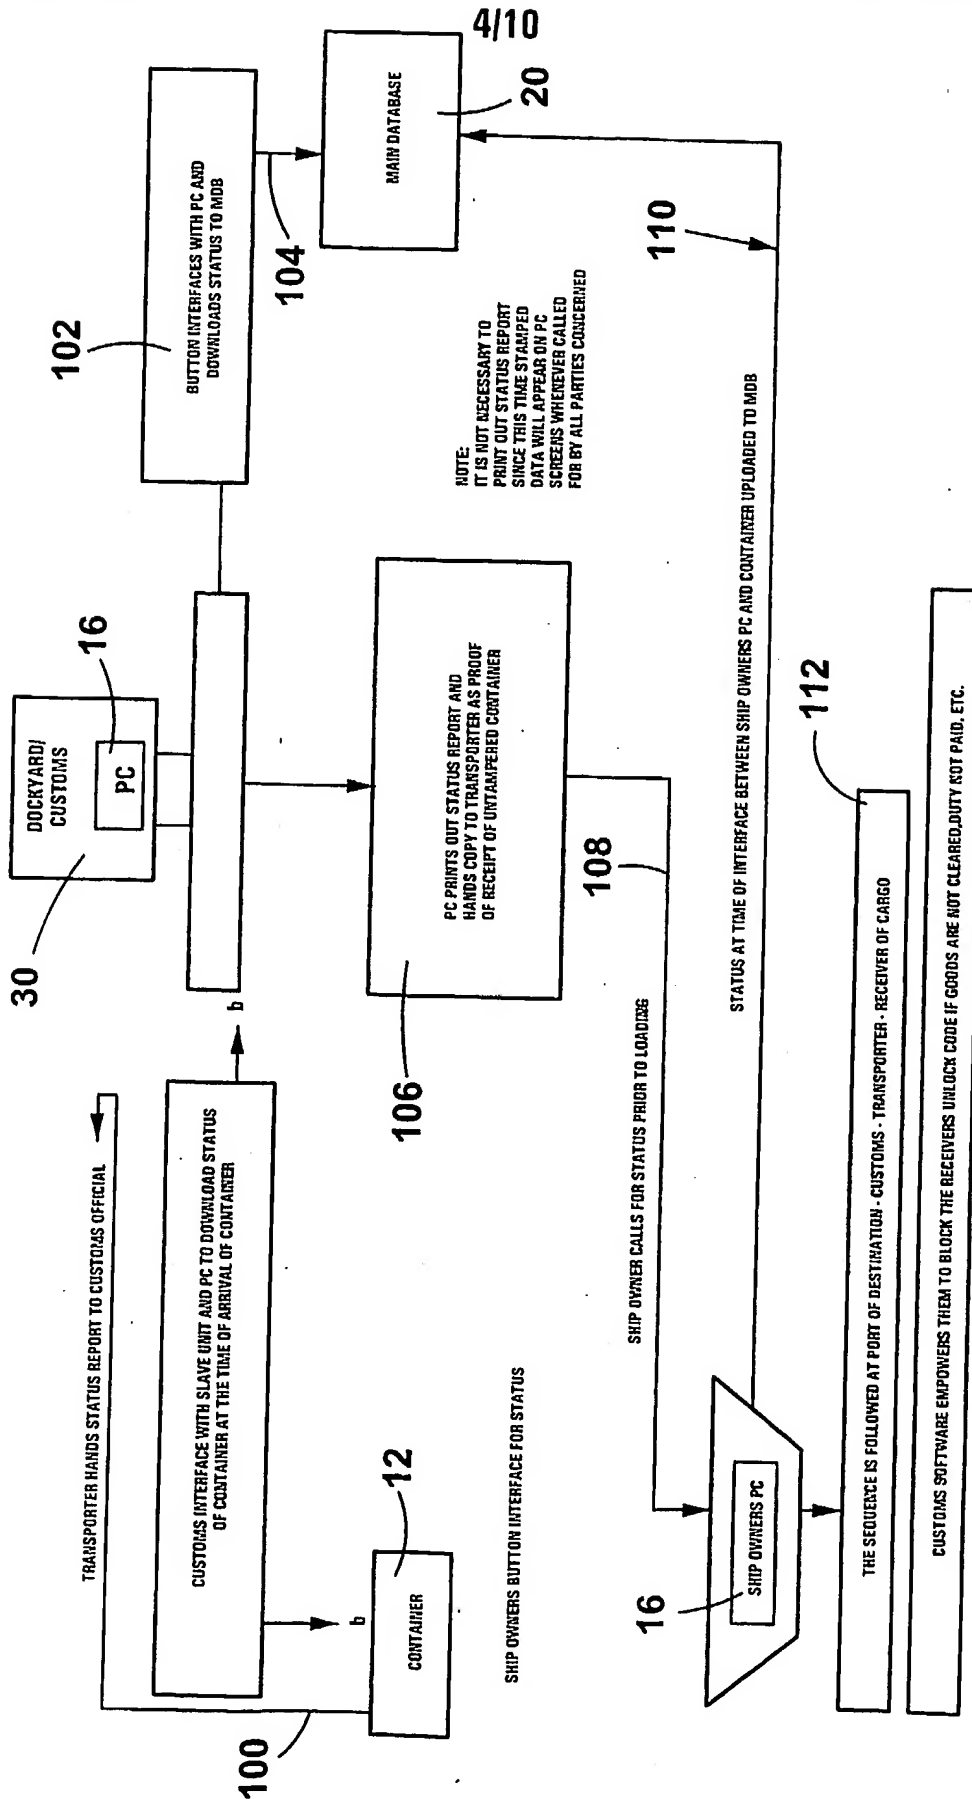 4/10
TRANSPORTER HANDS STATUS REPORT TO CUSTOMS OFFICIAL
100
CUSTOMS INTERFACE WITH SLAVE UNIT AND PC TO DOWNLOAD STATUS
OF CONTAINER AT THE TIME OF ARRIVAL OF CONTAINER
b
b
CONTAINER
12
30
DOCKYARD/
CUSTOMS
PC
16
102
BUTTON INTERFACES WITH PC AND
DOWNLOADS STATUS TO MDB
104
MAIN DATABASE
20
106
PC PRINTS OUT STATUS REPORT AND
HANDS COPY TO TRANSPORTER AS PROOF
OF RECEIPT OF UNTAMPERED CONTAINER
NOTE:
IT IS NOT NECESSARY TO
PRINT OUT STATUS REPORT
SINCE THIS TIME STAMPED
DATA WILL APPEAR ON PC
SCREENS WHENEVER CALLED
FOR BY ALL PARTIES CONCERNED
SHIP OWNERS BUTTON INTERFACE FOR STATUS
SHIP OWNER CALLS FOR STATUS PRIOR TO LOADING
108
110
16
SHIP OWNERS PC
STATUS AT TIME OF INTERFACE BETWEEN SHIP OWNERS PC AND CONTAINER UPLOADED TO MDB
112
THE SEQUENCE IS FOLLOWED AT PORT OF DESTINATION - CUSTOMS - TRANSPORTER - RECEIVER OF CARGO
CUSTOMS SOFTWARE EMPOWERS THEM TO BLOCK THE RECEIVERS UNLOCK CODE IF GOODS ARE NOT CLEARED,DUTY NOT PAID, ETC.